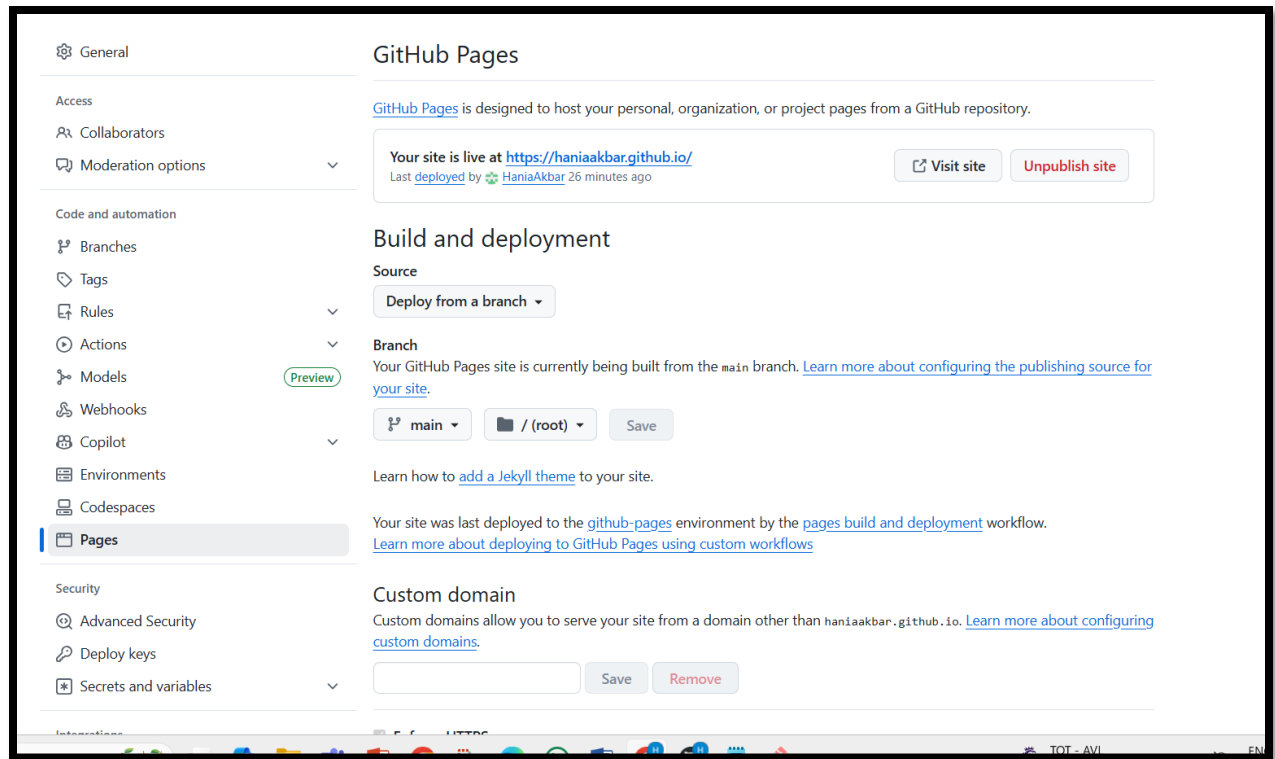 General
Access
Collaborators
Moderation options
Code and automation
Branches
Tags
Rules
Actions
Models Preview
Webhooks
Copilot
Environments
Codespaces
Pages
Security
Advanced Security
Deploy keys
Secrets and variables
Integrations
GitHub Pages
GitHub Pages is designed to host your personal, organization, or project pages from a GitHub repository.
Your site is live at https://haniaakbar.github.io/
Last deployed by HaniaAkbar 26 minutes ago
Visit site
Unpublish site
Build and deployment
Source
Deploy from a branch
Branch
Your GitHub Pages site is currently being built from the main branch. Learn more about configuring the publishing source for
your site.
main / (root) Save
Learn how to add a Jekyll theme to your site.
Your site was last deployed to the github-pages environment by the pages build and deployment workflow.
Learn more about deploying to GitHub Pages using custom workflows
Custom domain
Custom domains allow you to serve your site from a domain other than haniaakbar.github.io. Learn more about configuring
custom domains.
Save Remove
Enforce HTTPS
TOT - AVL